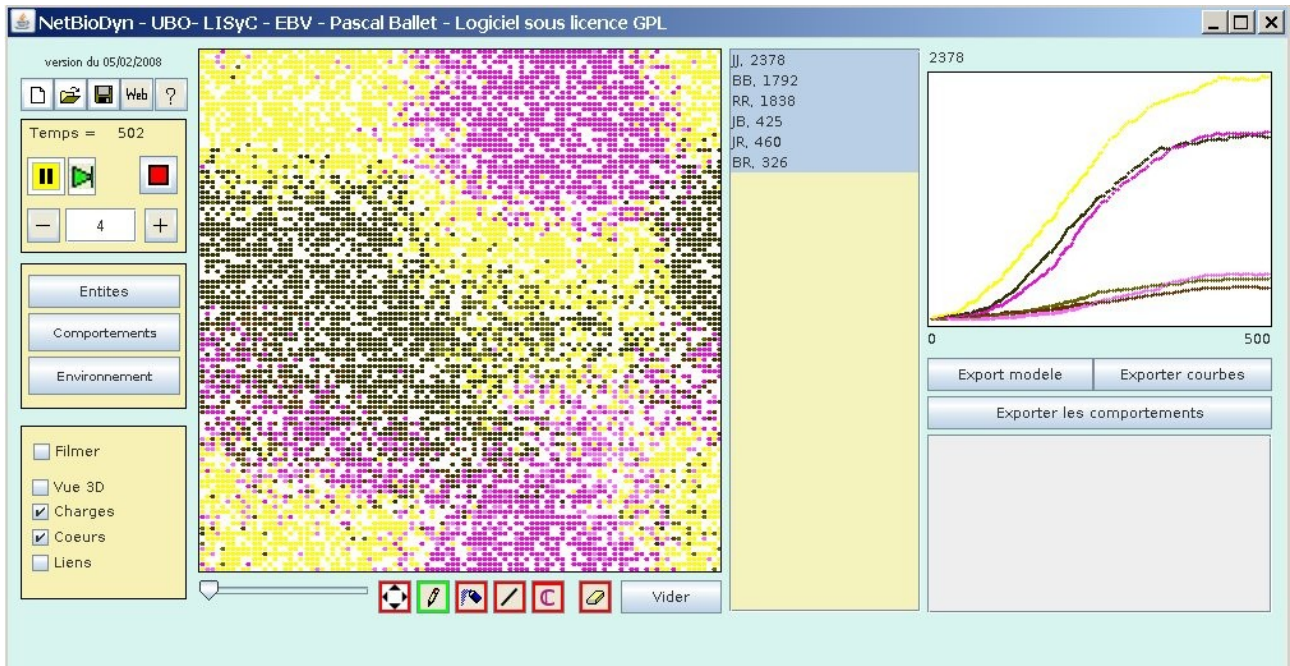 NetBioDyn - UBO- LISyC - EBV - Pascal Ballet - Logiciel sous licence GPL
version du 05/02/2008
Web ?
Temps = 502
4
Entites
Comportements
Environnement
Filmer
Vue 3D
Charges
Coeurs
Liens
C
Vider
JJ, 2378
BB, 1792
RR, 1838
JB, 425
JR, 460
BR, 326
2378
0 500
Export modele Exporter courbes
Exporter les comportements